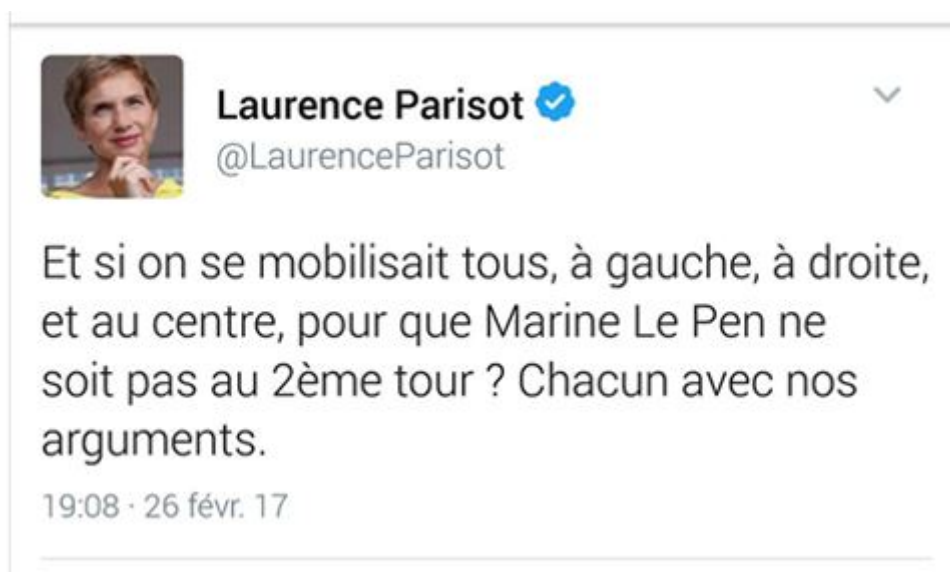 Laurence Parisot
@LaurenceParisot
Et si on se mobilisait tous, à gauche, à droite,
et au centre, pour que Marine Le Pen ne
soit pas au 2ème tour ? Chacun avec nos
arguments.
19:08 · 26 févr. 17